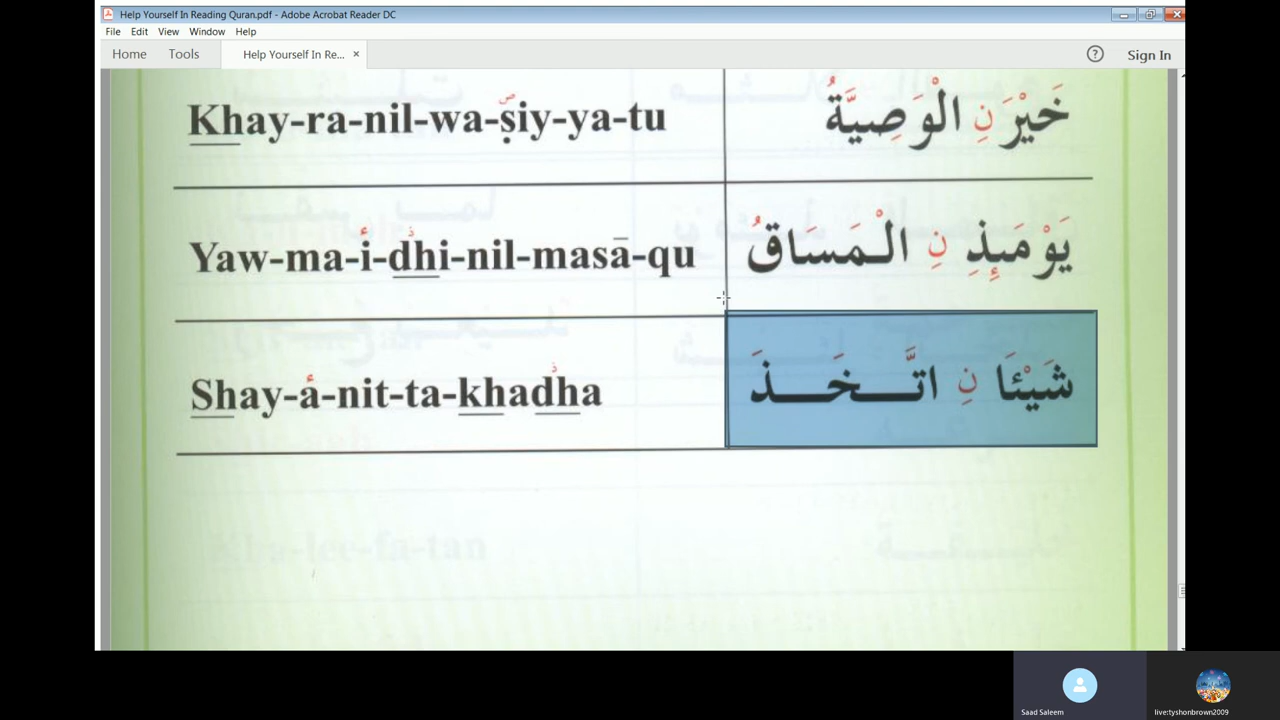 Help Yourself In Reading Quran.pdf - Adobe Acrobat Reader DC
File Edit View Window Help
Home Tools Help Yourself In Re... × ? Sign In
Khay-ra-nil-wa-ṣiy-ya-tu خَيْرَ نِ الْوَصِيَّةُ
Yaw-ma-i-dhi-nil-masā-qu يَوْمَئِذِ نِ الْمَسَاقُ
Shay-a-nit-ta-khadha شَيْئَا نِ اتَّخَذَ
Saad Saleem live:tyshonbrown2009